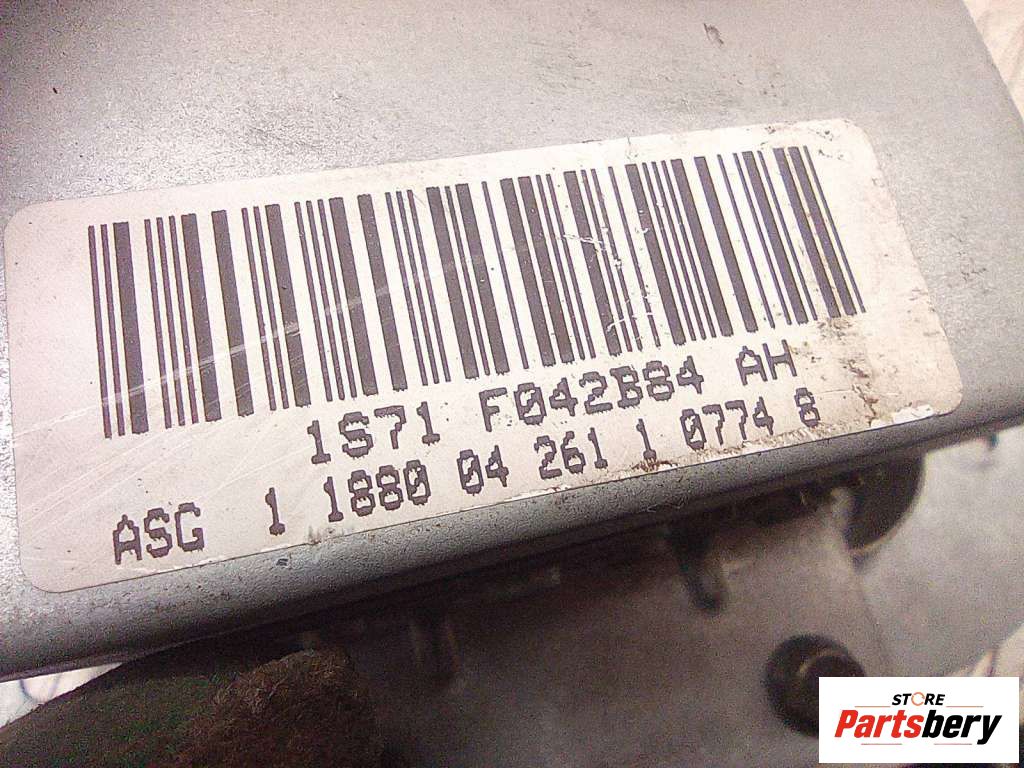 1S71 F042B84 AH
ASG 1 1880 04 261 1 0774 8
STORE
Partsbery